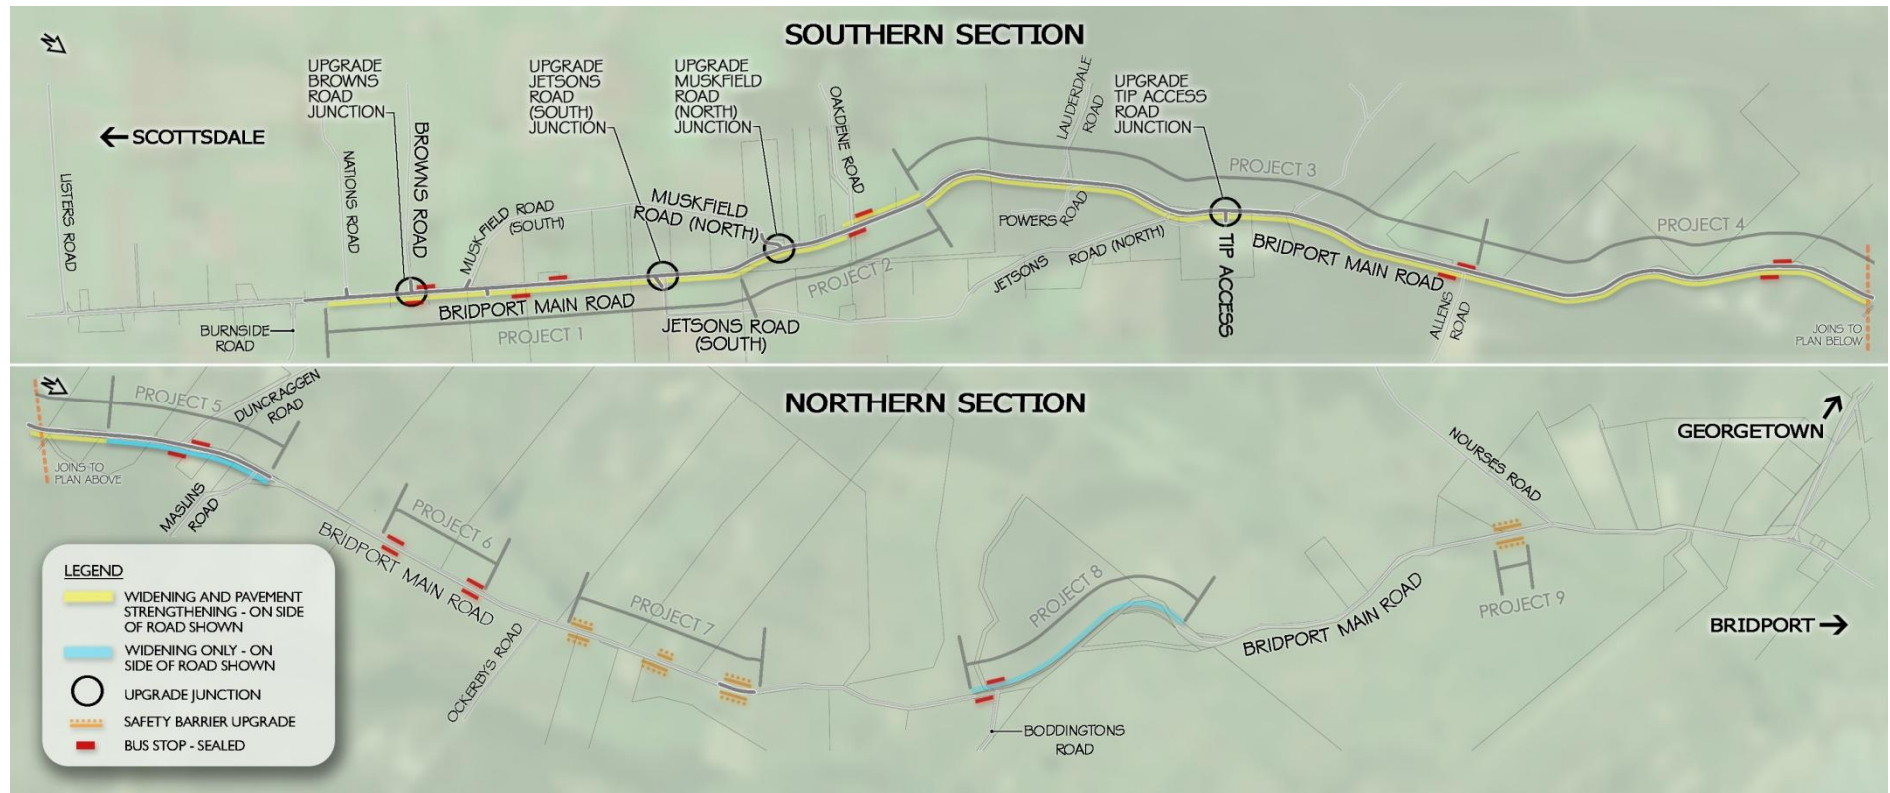 SOUTHERN SECTION
UPGRADE
BROWNS
ROAD
JUNCTION
UPGRADE
JETSONS
ROAD
(SOUTH)
JUNCTION
UPGRADE
MUSKFIELD
ROAD
(NORTH)
JUNCTION
UPGRADE
TIP ACCESS
ROAD
JUNCTION
SCOTTSDALE
LISTERS ROAD
NATIONS ROAD
BROWNS ROAD
MUSKFIELD ROAD
(SOUTH)
MUSKFIELD
ROAD (NORTH)
OAKDENE ROAD
LAUDERDALE
ROAD
POWERS
ROAD
JETSONS
ROAD (NORTH)
TIP ACCESS
PROJECT 3
PROJECT 4
BRIDPORT MAIN ROAD
BRIDPORT MAIN ROAD
PROJECT 2
PROJECT 1
JETSONS ROAD
(SOUTH)
BURNSIDE
ROAD
ALLENS
ROAD
JOINS TO
PLAN BELOW
NORTHERN SECTION
PROJECT 5
DUNCRAGGEN
ROAD
JOINS TO
PLAN ABOVE
MASLINS
ROAD
BRIDPORT MAIN ROAD
PROJECT 6
PROJECT 7
OCKERBYS ROAD
PROJECT 8
BODDINGTONS
ROAD
BRIDPORT MAIN ROAD
NOURSES ROAD
PROJECT 9
GEORGETOWN
BRIDPORT
LEGEND
WIDENING AND PAVEMENT
STRENGTHENING - ON SIDE
OF ROAD SHOWN
WIDENING ONLY - ON
SIDE OF ROAD SHOWN
UPGRADE JUNCTION
SAFETY BARRIER UPGRADE
BUS STOP - SEALED